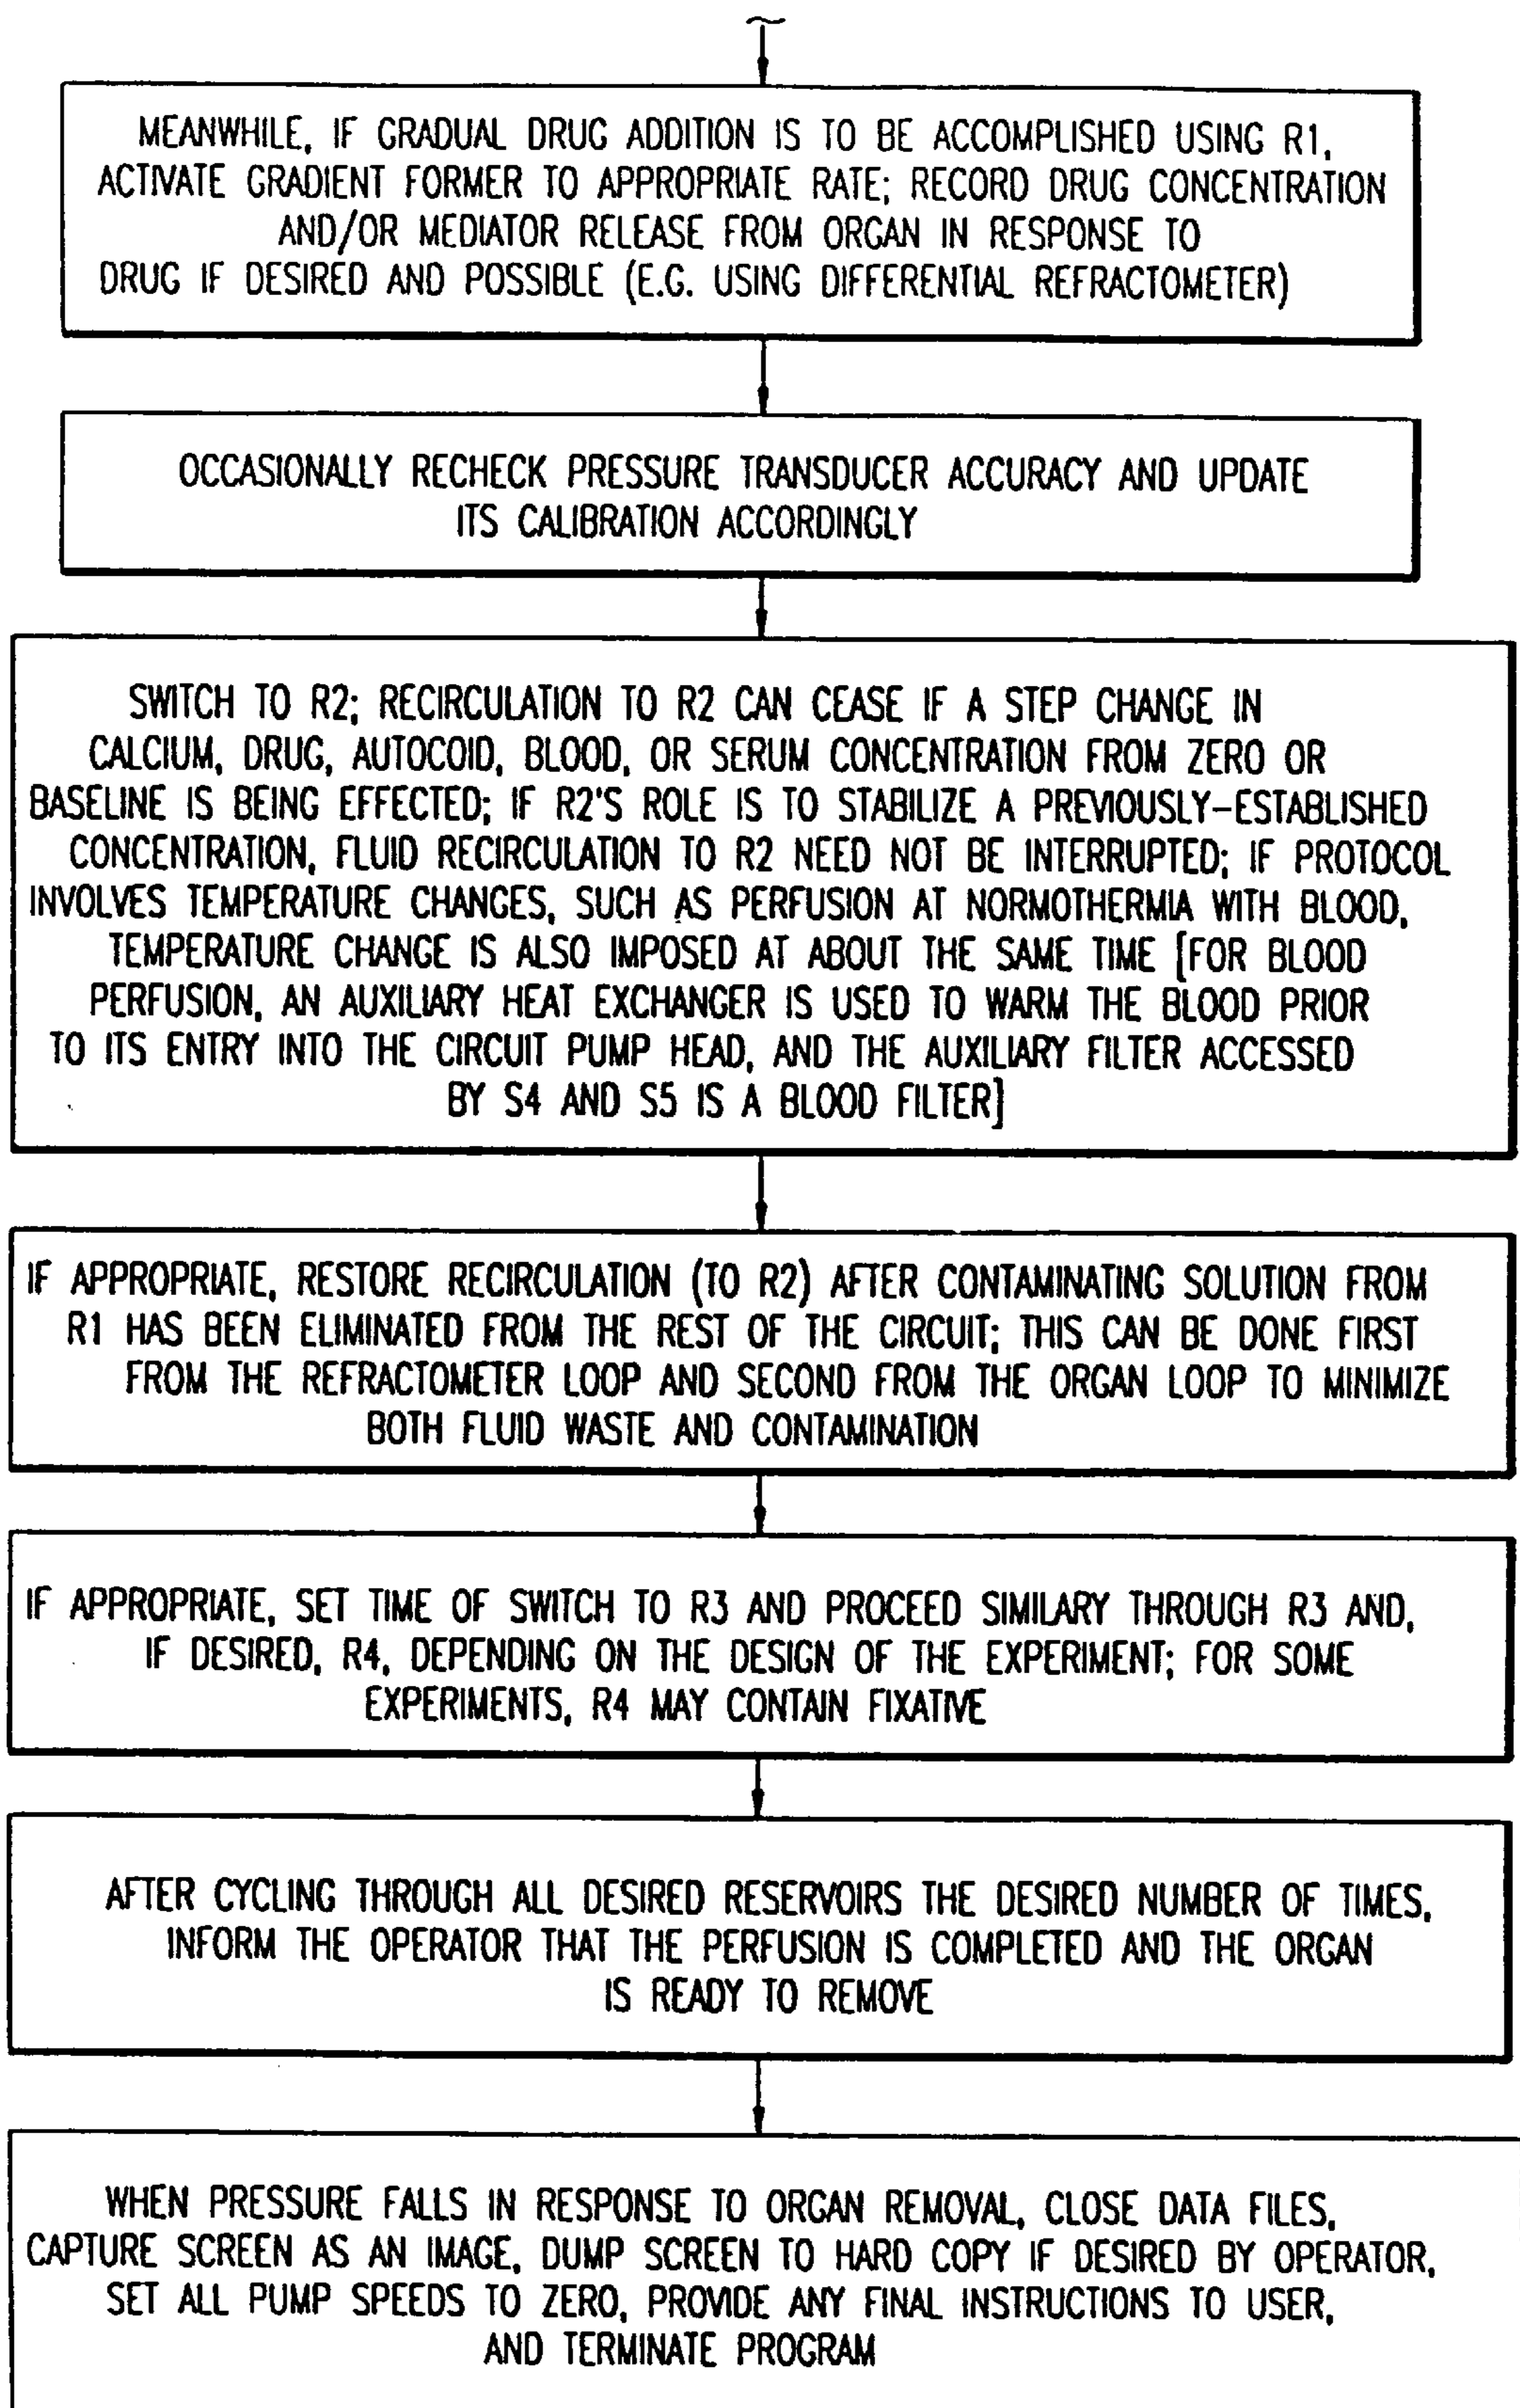 MEANWHILE, IF GRADUAL DRUG ADDITION IS TO BE ACCOMPLISHED USING R1,
ACTIVATE GRADIENT FORMER TO APPROPRIATE RATE; RECORD DRUG CONCENTRATION
AND/OR MEDIATOR RELEASE FROM ORGAN IN RESPONSE TO
DRUG IF DESIRED AND POSSIBLE (E.G. USING DIFFERENTIAL REFRACTOMETER)
OCCASIONALLY RECHECK PRESSURE TRANSDUCER ACCURACY AND UPDATE
ITS CALIBRATION ACCORDINGLY
SWITCH TO R2; RECIRCULATION TO R2 CAN CEASE IF A STEP CHANGE IN
CALCIUM, DRUG, AUTOCOID, BLOOD, OR SERUM CONCENTRATION FROM ZERO OR
BASELINE IS BEING EFFECTED; IF R2'S ROLE IS TO STABILIZE A PREVIOUSLY-ESTABLISHED
CONCENTRATION, FLUID RECIRCULATION TO R2 NEED NOT BE INTERRUPTED; IF PROTOCOL
INVOLVES TEMPERATURE CHANGES, SUCH AS PERFUSION AT NORMOTHERMIA WITH BLOOD,
TEMPERATURE CHANGE IS ALSO IMPOSED AT ABOUT THE SAME TIME [FOR BLOOD
PERFUSION, AN AUXILIARY HEAT EXCHANGER IS USED TO WARM THE BLOOD PRIOR
TO ITS ENTRY INTO THE CIRCUIT PUMP HEAD, AND THE AUXILIARY FILTER ACCESSED
BY S4 AND S5 IS A BLOOD FILTER]
IF APPROPRIATE, RESTORE RECIRCULATION (TO R2) AFTER CONTAMINATING SOLUTION FROM
R1 HAS BEEN ELIMINATED FROM THE REST OF THE CIRCUIT; THIS CAN BE DONE FIRST
FROM THE REFRACTOMETER LOOP AND SECOND FROM THE ORGAN LOOP TO MINIMIZE
BOTH FLUID WASTE AND CONTAMINATION
IF APPROPRIATE, SET TIME OF SWITCH TO R3 AND PROCEED SIMILARY THROUGH R3 AND,
IF DESIRED, R4, DEPENDING ON THE DESIGN OF THE EXPERIMENT; FOR SOME
EXPERIMENTS, R4 MAY CONTAIN FIXATIVE
AFTER CYCLING THROUGH ALL DESIRED RESERVOIRS THE DESIRED NUMBER OF TIMES,
INFORM THE OPERATOR THAT THE PERFUSION IS COMPLETED AND THE ORGAN
IS READY TO REMOVE
WHEN PRESSURE FALLS IN RESPONSE TO ORGAN REMOVAL, CLOSE DATA FILES,
CAPTURE SCREEN AS AN IMAGE, DUMP SCREEN TO HARD COPY IF DESIRED BY OPERATOR,
SET ALL PUMP SPEEDS TO ZERO, PROVIDE ANY FINAL INSTRUCTIONS TO USER,
AND TERMINATE PROGRAM